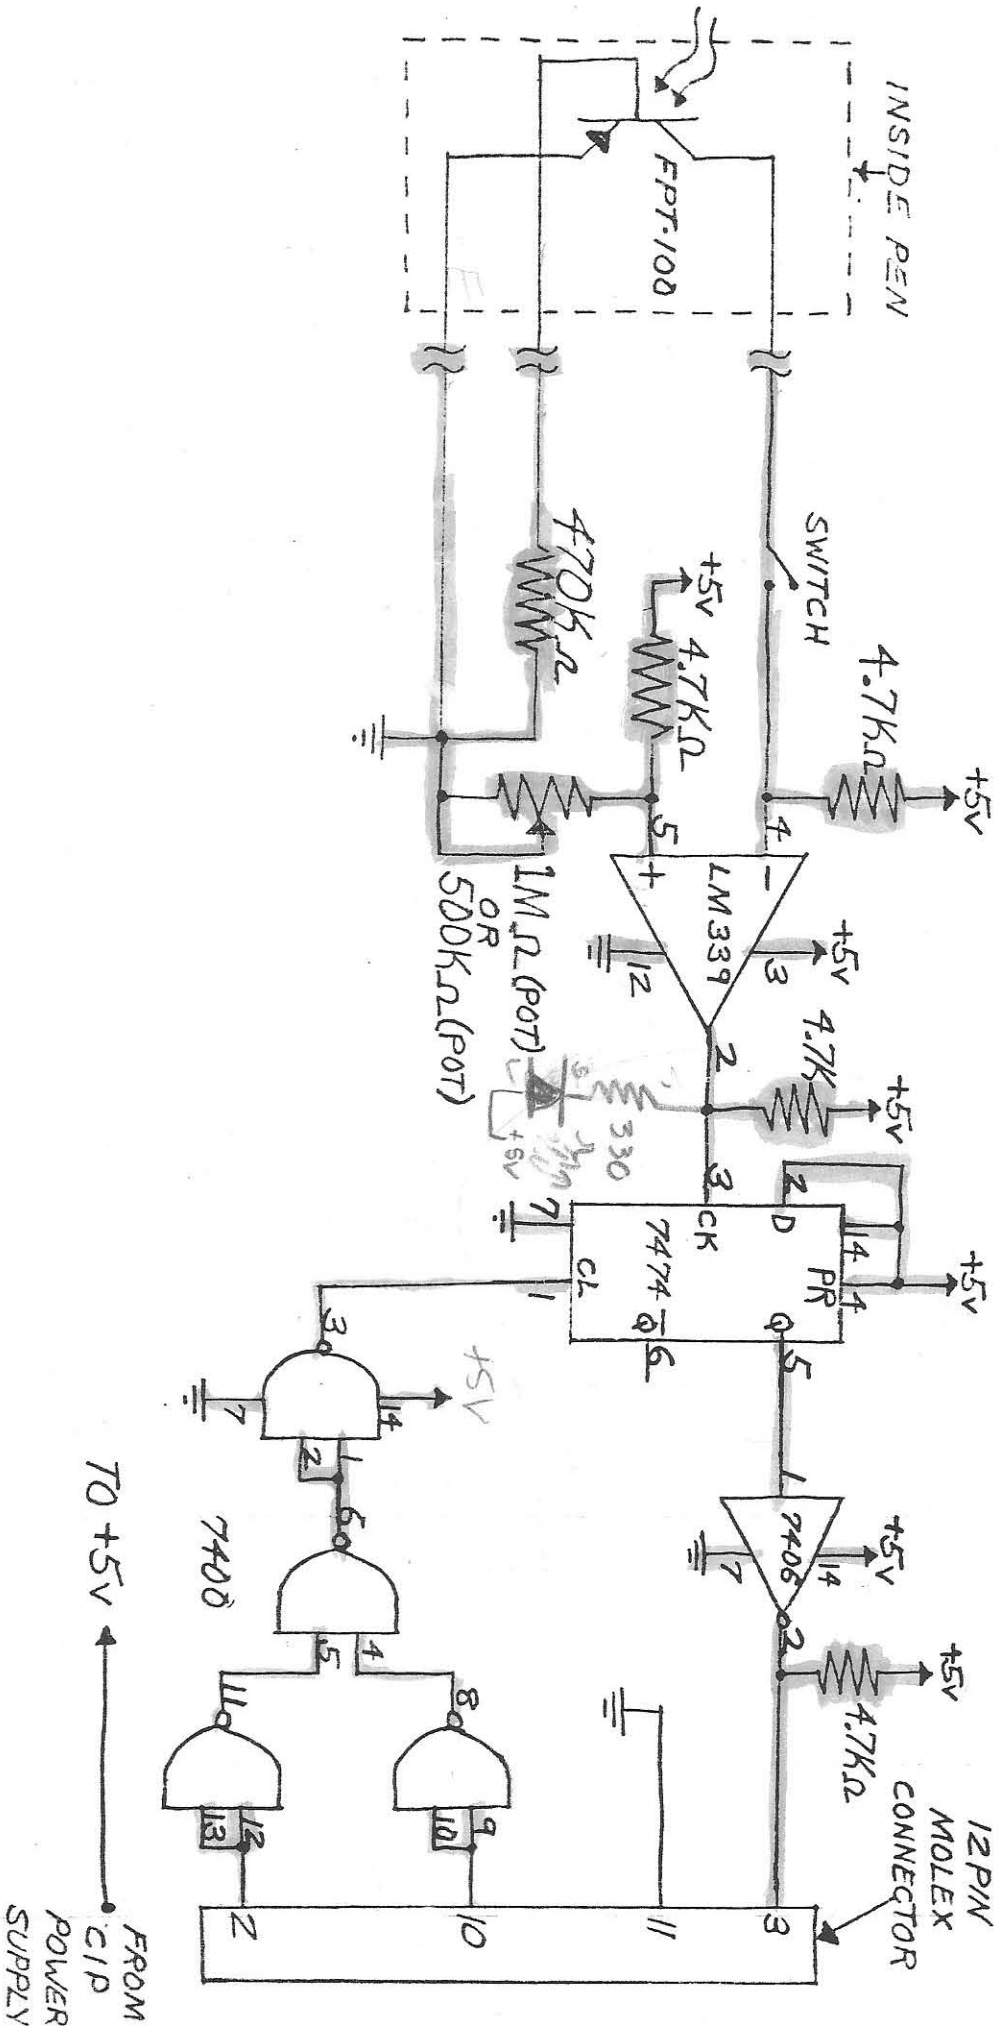 INSIDE PEN
FPT-100
SWITCH
4.7KΩ
+5V
470KΩ
+5V
4.7KΩ
4
5
-
+
LM339
+5V
3
12
1MΩ(POT)
OR
500KΩ(POT)
2
4.7K
+5V
330
+5V
3
CK
2
D
14
PR
4
+5V
7474
7
CL
1
Q
5
Q̅
6
1
7406
+5V
14
7
2
+5V
4.7KΩ
12PIN
MOLEX
CONNECTOR
3
+5V
14
7
1
2
6
7400
4
5
8
11
9
10
12
13
3
11
10
2
TO +5V
FROM
CIP
POWER
SUPPLY